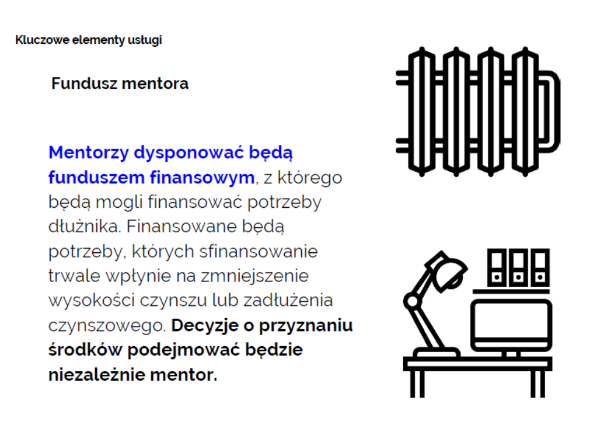 Kluczowe elementy usługi
Fundusz mentora
Mentorzy dysponować będą
funduszem finansowym, z którego
będą mogli finansować potrzeby
dłużnika. Finansowane będą
potrzeby, których sfinansowanie
trwale wpłynie na zmniejszenie
wysokości czynszu lub zadłużenia
czynszowego. Decyzje o przyznaniu
środków podejmować będzie
niezależnie mentor.